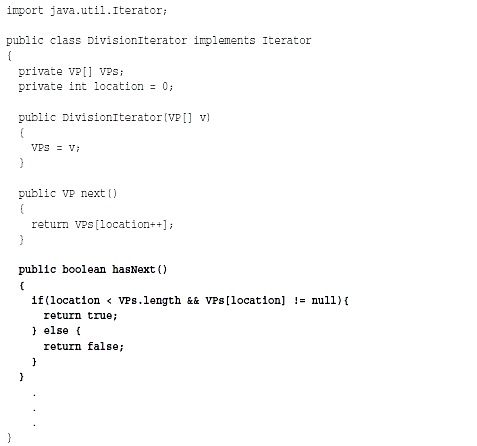 import java.util.Iterator;
public class DivisionIterator implements Iterator
{
private VP[] VPs;
private int location = 0;
public DivisionIterator(VP[] v)
{
VPs = v;
}
public VP next()
{
return VPs[location++];
}
public boolean hasNext()
{
if(location < VPs.length && VPs[location] != null){
return true;
} else {
return false;
}
}
.
.
.
}